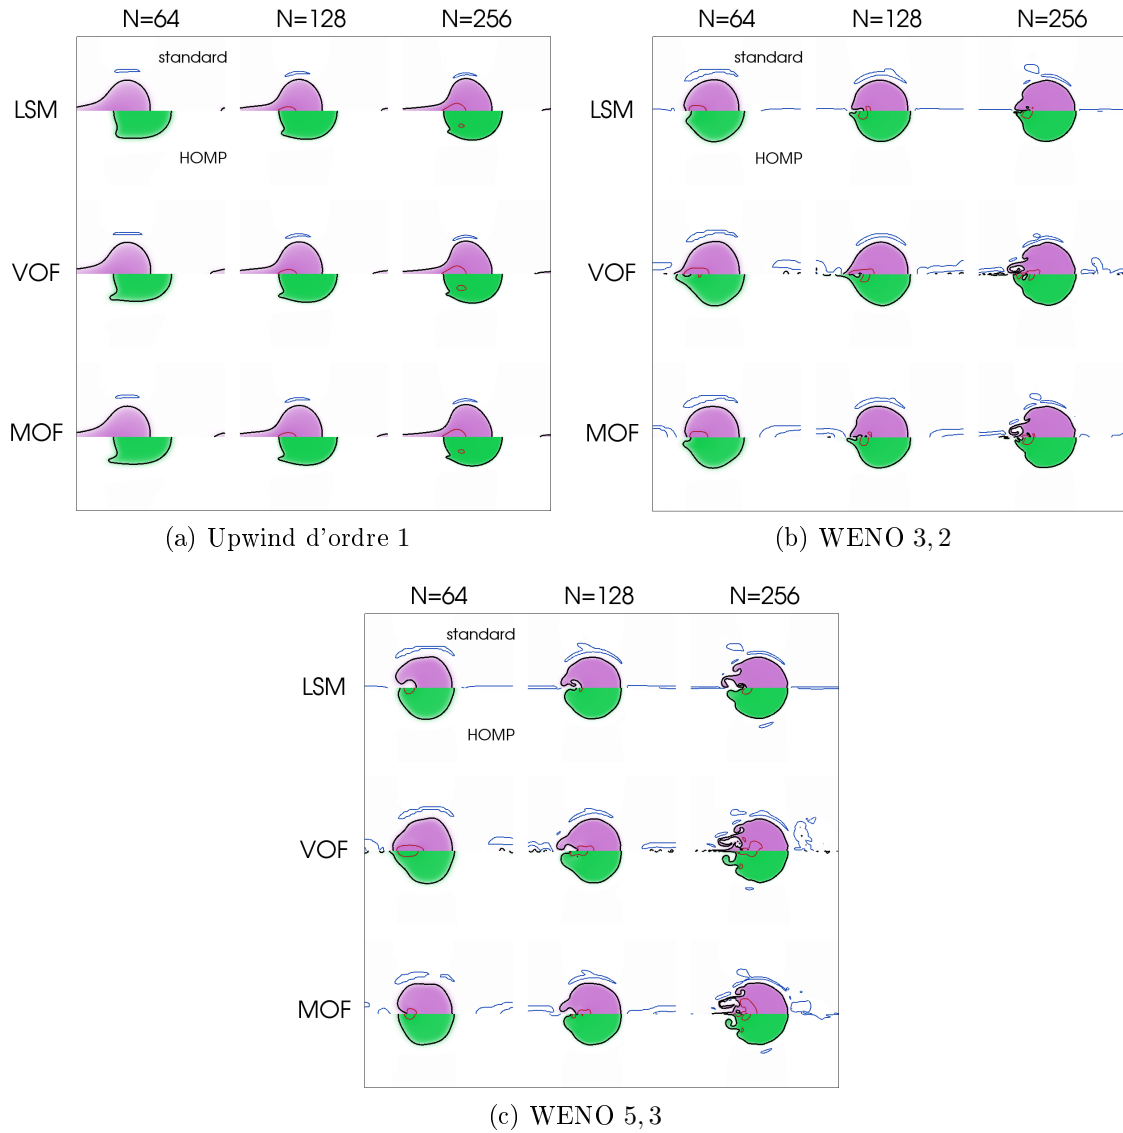 N=64 N=128 N=256
standard
LSM
HOMP
VOF
MOF
(a) Upwind d'ordre 1
N=64 N=128 N=256
standard
LSM
HOMP
VOF
MOF
(b) WENO 3, 2
N=64 N=128 N=256
standard
LSM
HOMP
VOF
MOF
(c) WENO 5, 3